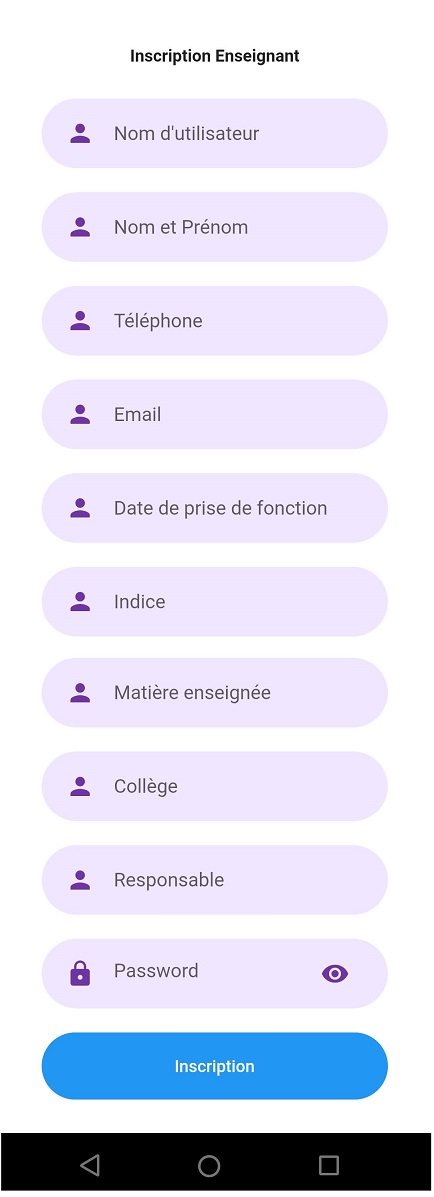 Inscription Enseignant
Nom d'utilisateur
Nom et Prénom
Téléphone
Email
Date de prise de fonction
Indice
Matière enseignée
Collège
Responsable
Password
Inscription